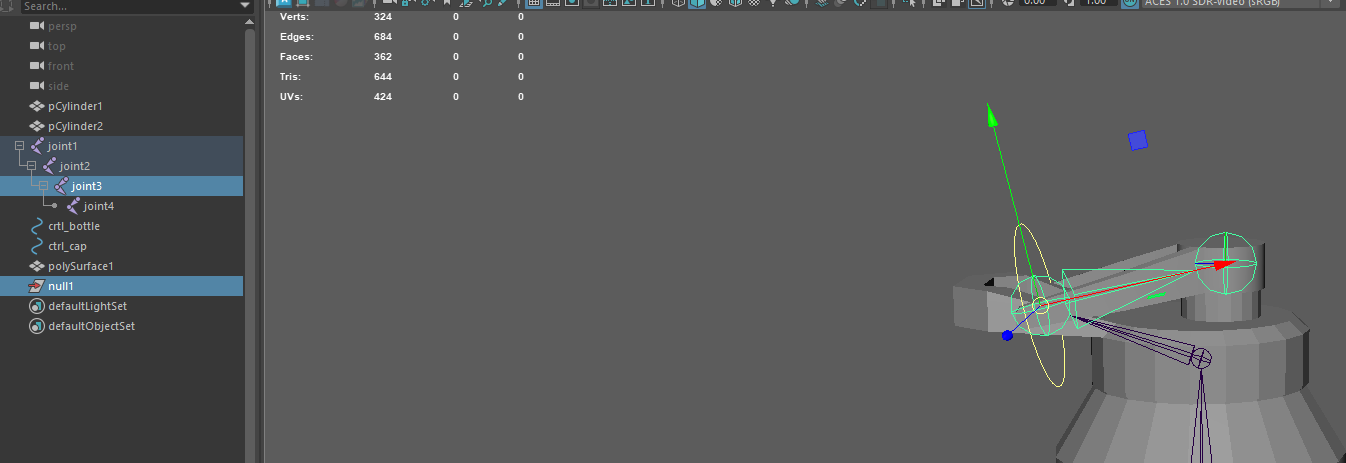 Search...
persp
top
front
side
pCylinder1
pCylinder2
joint1
joint2
joint3
joint4
crtl_bottle
ctrl_cap
polySurface1
null1
defaultLightSet
defaultObjectSet
0.00 1.00 ACES 1.0 SDR-video (sRGB)
Verts: 324 0 0
Edges: 684 0 0
Faces: 362 0 0
Tris: 644 0 0
UVs: 424 0 0